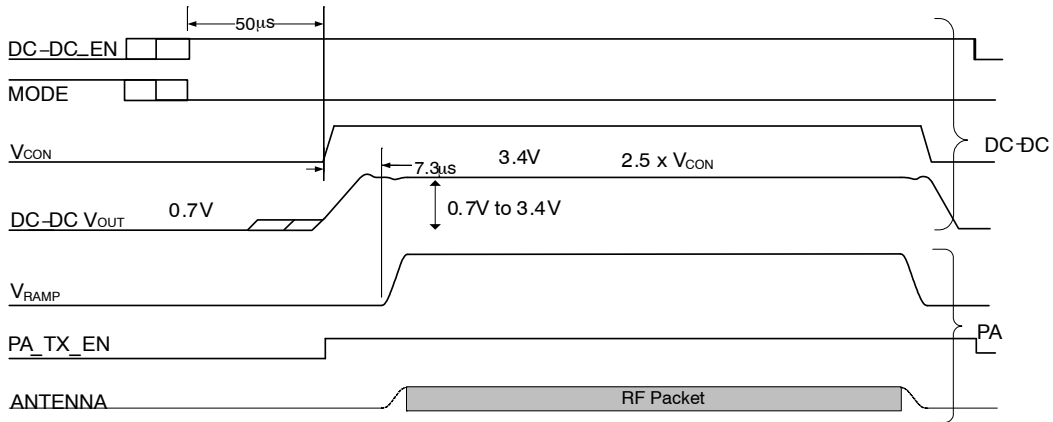 50μs
DC–DC_EN
MODE
VCON
3.4V 2.5 x VCON
DC–DC
7.3μs
0.7V
0.7V to 3.4V
DC–DC VOUT
VRAMP
PA_TX_EN
PA
ANTENNA
RF Packet